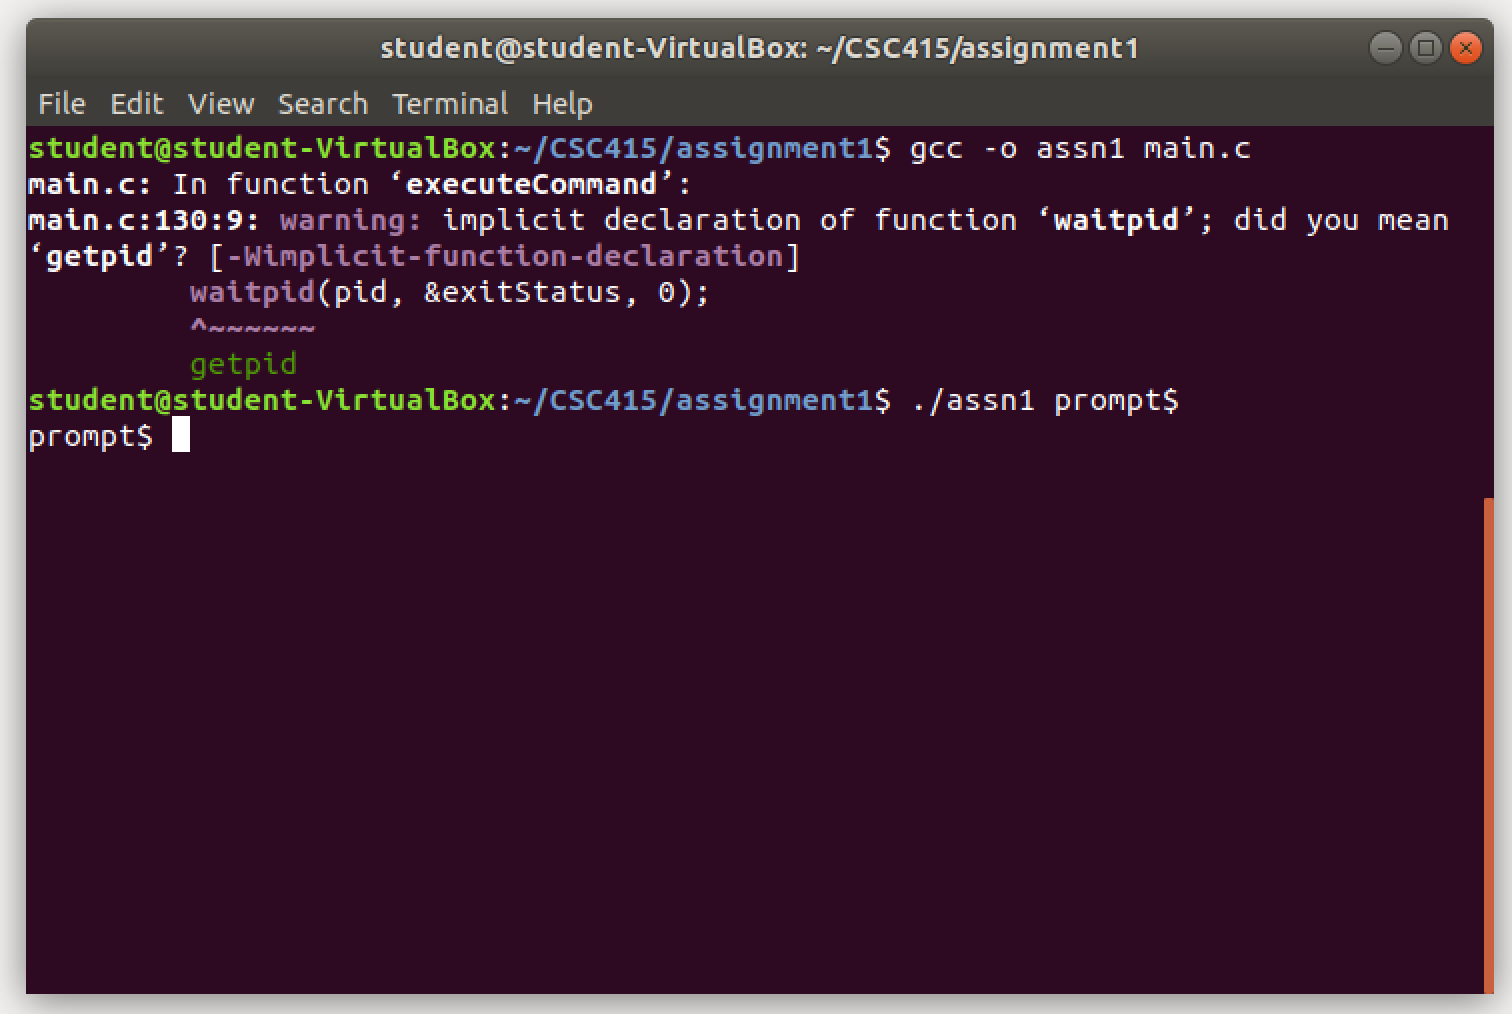 student@student-VirtualBox: ~/CSC415/assignment1
File Edit View Search Terminal Help
student@student-VirtualBox:~/CSC415/assignment1$ gcc -o assn1 main.c
main.c: In function ‘executeCommand’:
main.c:130:9: warning: implicit declaration of function ‘waitpid’; did you mean
‘getpid’? [-Wimplicit-function-declaration]
waitpid(pid, &exitStatus, 0);
^~~~~~~
getpid
student@student-VirtualBox:~/CSC415/assignment1$ ./assn1 prompt$
prompt$